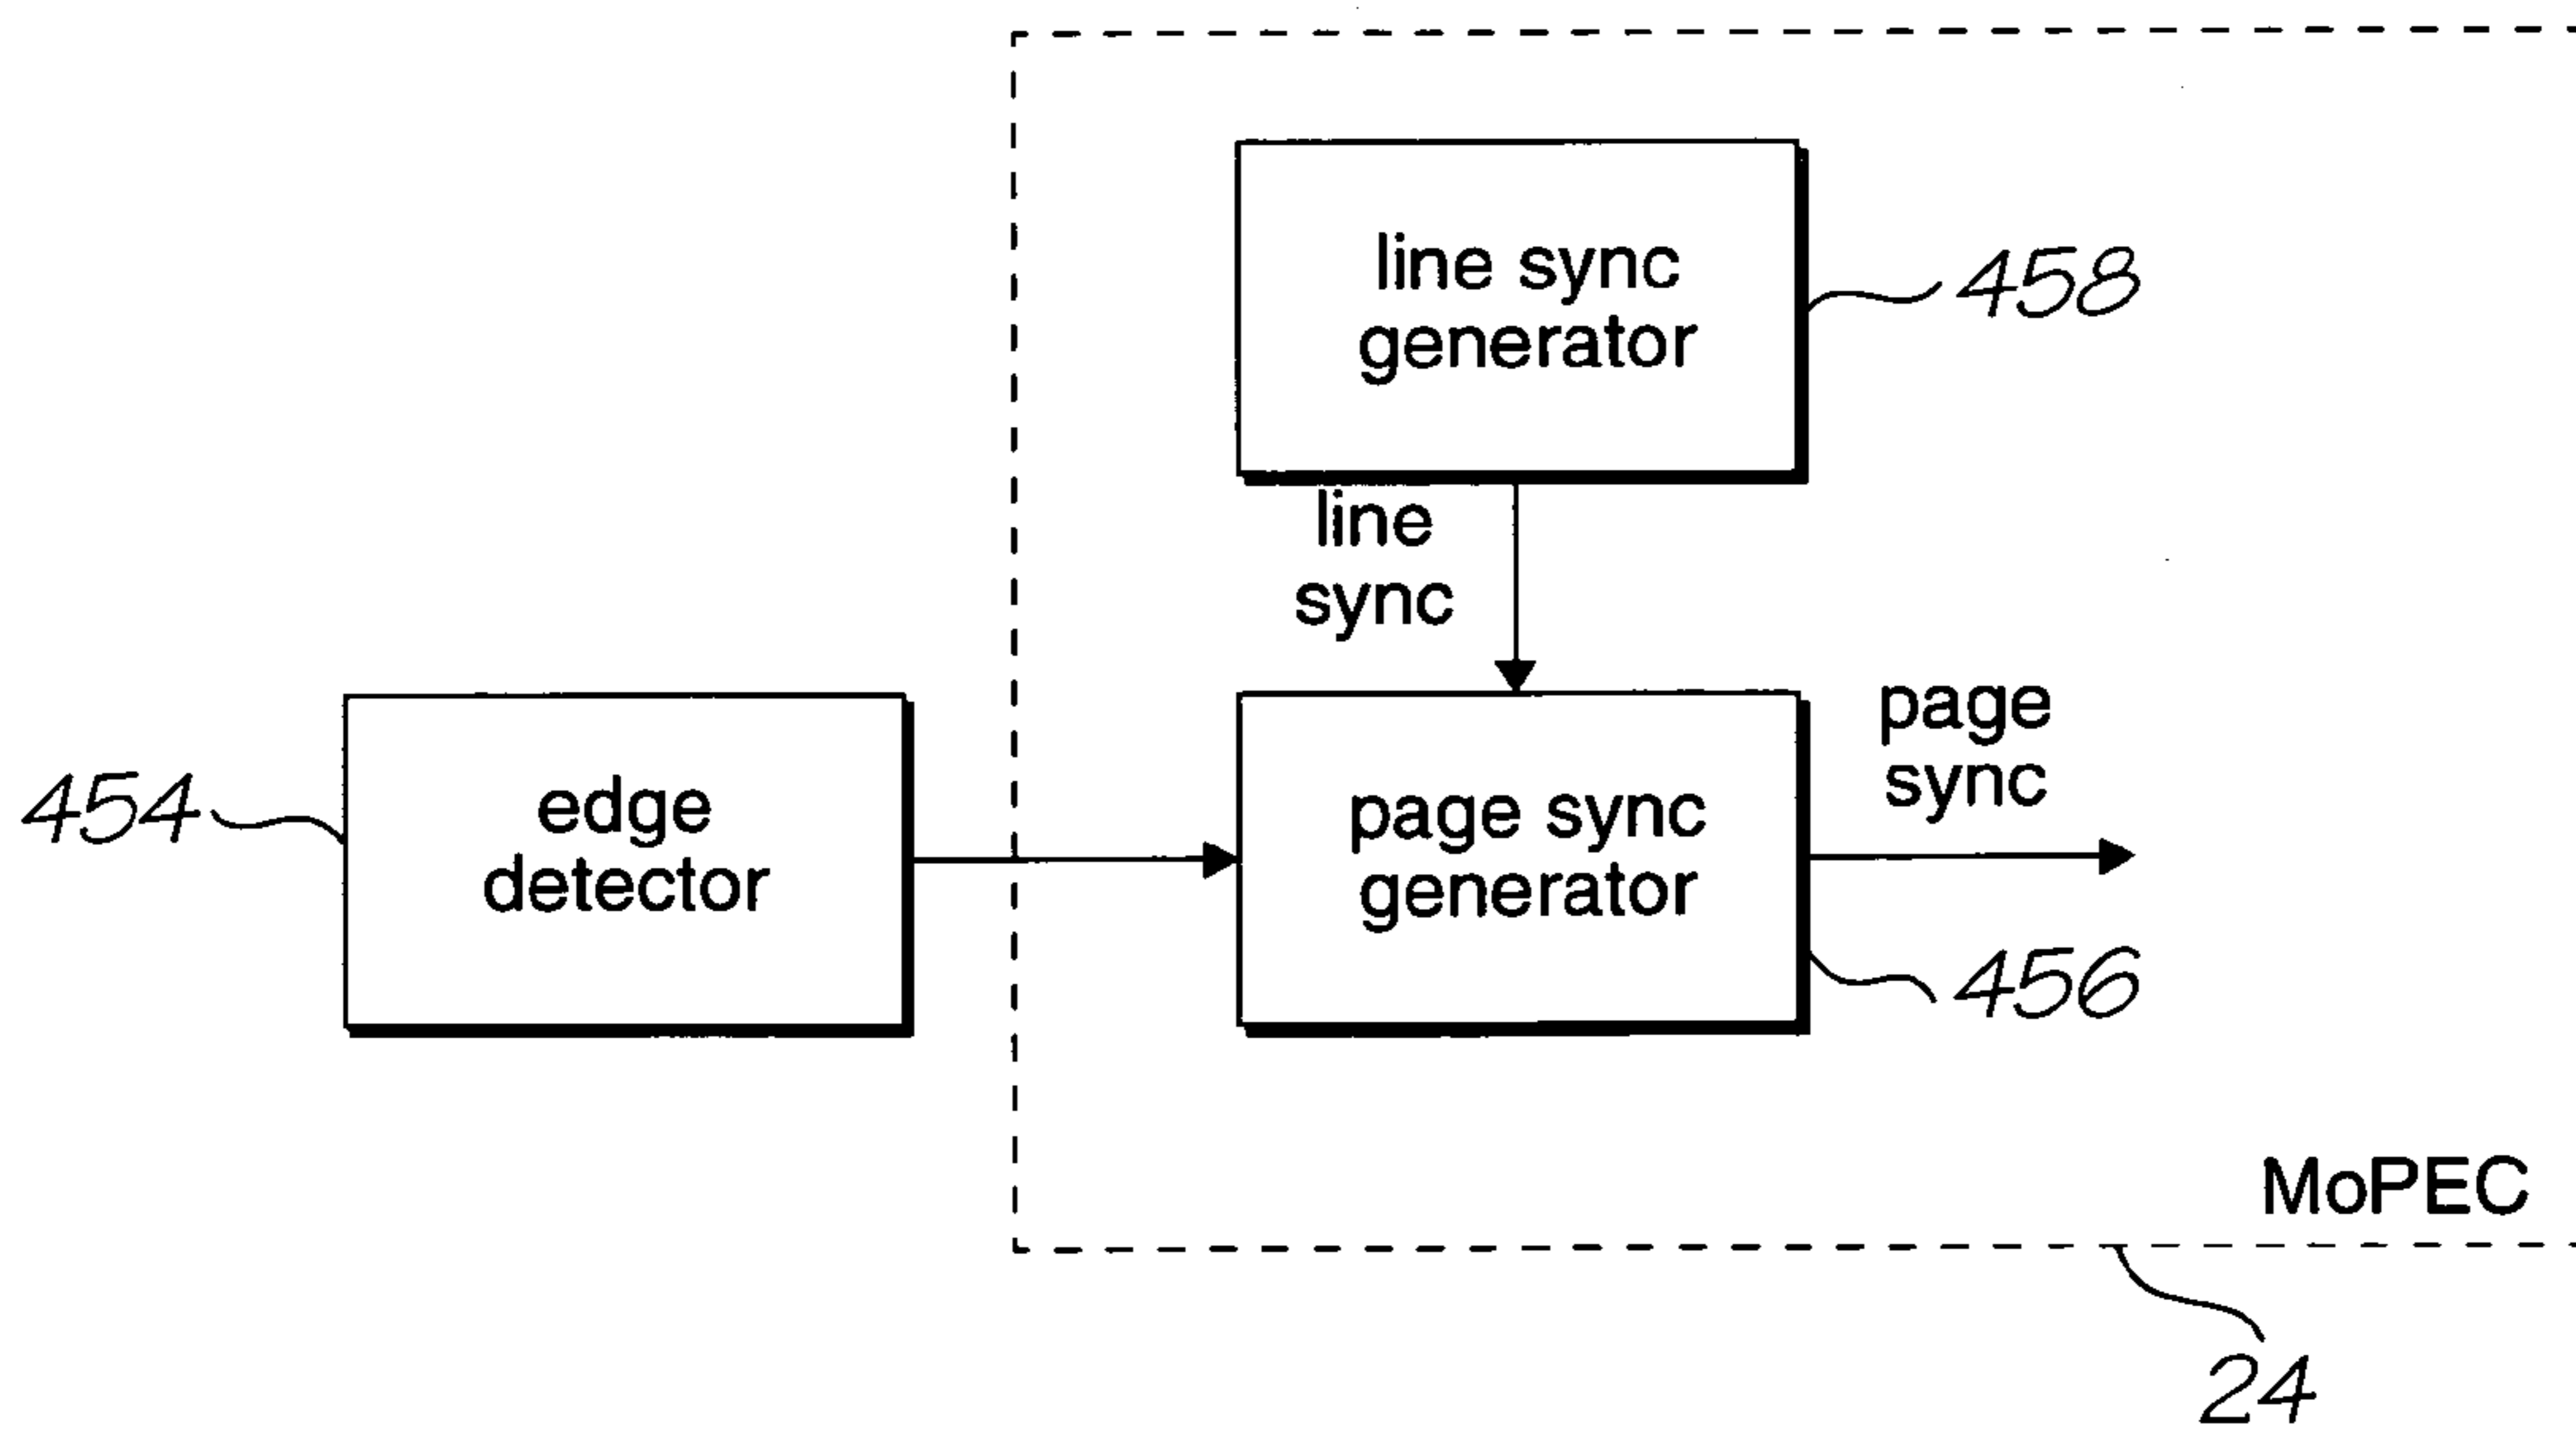 line sync
generator
458
line
sync
page
sync
454
edge
detector
page sync
generator
456
MoPEC
24